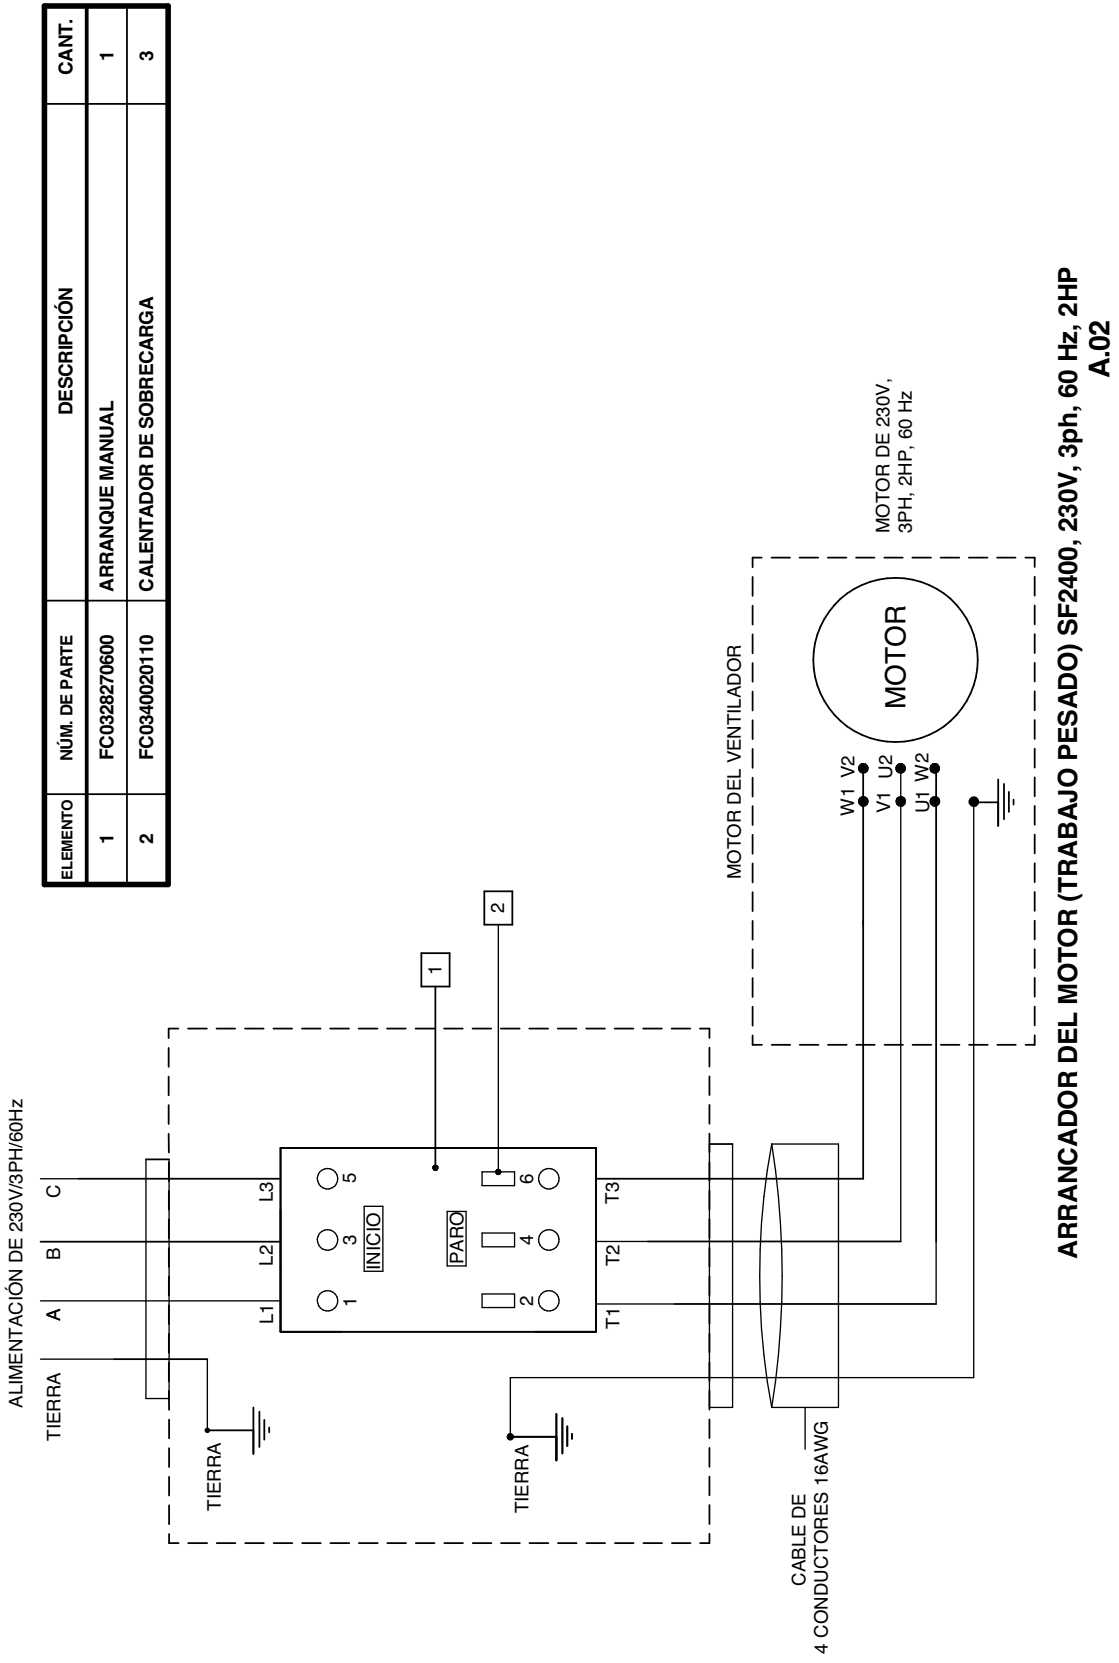 ELEMENTO NÚM. DE PARTE DESCRIPCIÓN CANT.
1 FC0328270600 ARRANQUE MANUAL 1
2 FC0340020110 CALENTADOR DE SOBRECARGA 3
ALIMENTACIÓN DE 230V/3PH/60Hz
TIERRA A B C
L1 L2 L3
TIERRA
1 3 5
INICIO
1
PARO
2
2 4 6
TIERRA
T1 T2 T3
CABLE DE
4 CONDUCTORES 16AWG
MOTOR DEL VENTILADOR
W1 V2
V1 U2
U1 W2
MOTOR
MOTOR DE 230V,
3PH, 2HP, 60 Hz
ARRANCADOR DEL MOTOR (TRABAJO PESADO) SF2400, 230V, 3ph, 60 Hz, 2HP
A.02